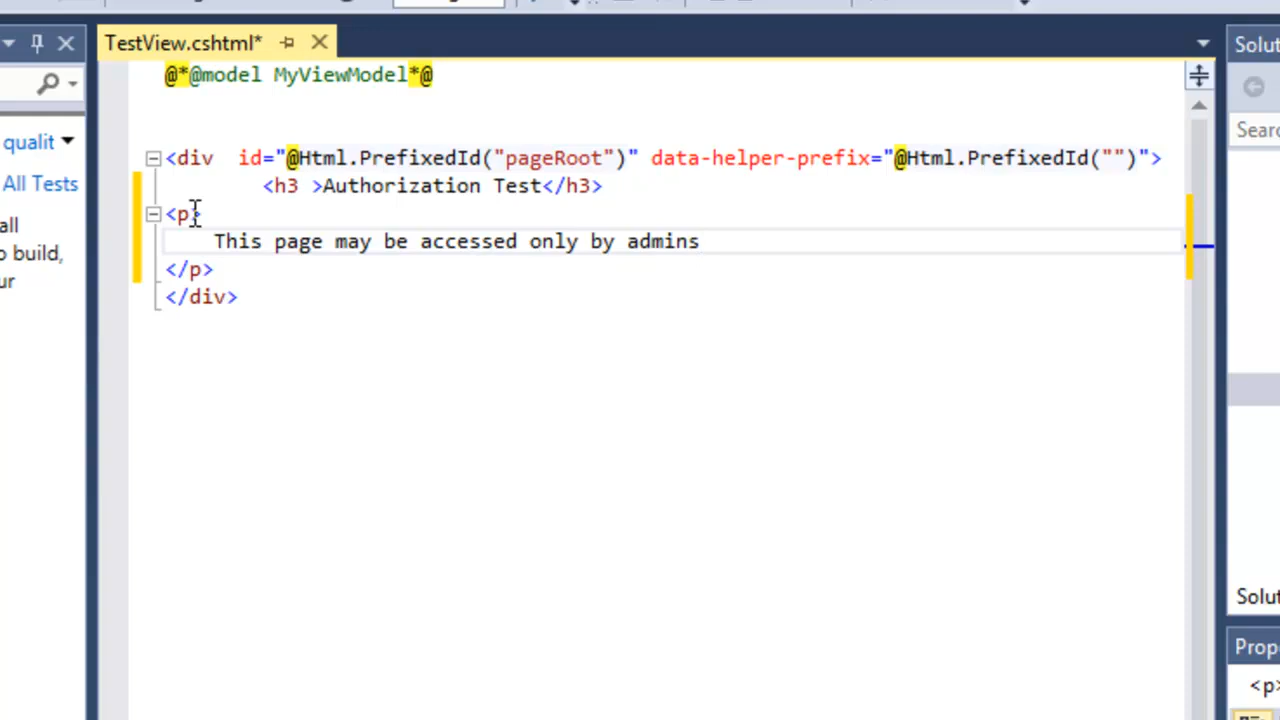 TestView.cshtml*
@*@model MyViewModel*@
<div  id="@Html.PrefixedId("pageRoot")" data-helper-prefix="@Html.PrefixedId("")">
<h3 >Authorization Test</h3>
<p>
This page may be accessed only by admins
</p>
</div>
qualit
All Tests
all
o build,
ur
Solut
Searc
Solut
Prope
<p>